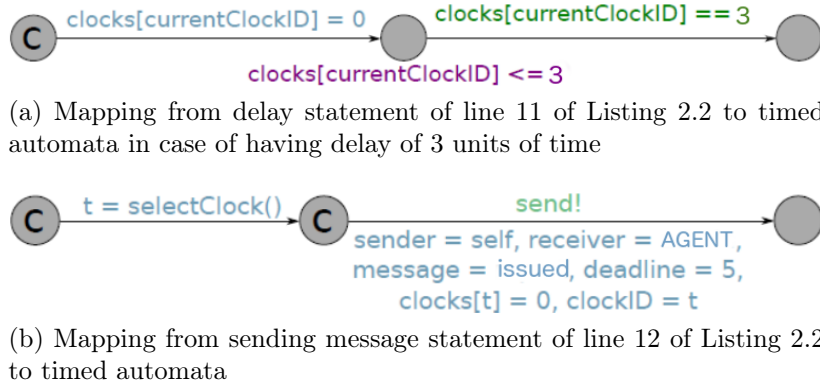 clocks[currentClockID] = 0
clocks[currentClockID] == 3
C
clocks[currentClockID] <= 3
(a) Mapping from delay statement of line 11 of Listing 2.2 to timed
automata in case of having delay of 3 units of time
C
t = selectClock()
C
send!
sender = self, receiver = AGENT,
message = issued, deadline = 5,
clocks[t] = 0, clockID = t
(b) Mapping from sending message statement of line 12 of Listing 2.2
to timed automata